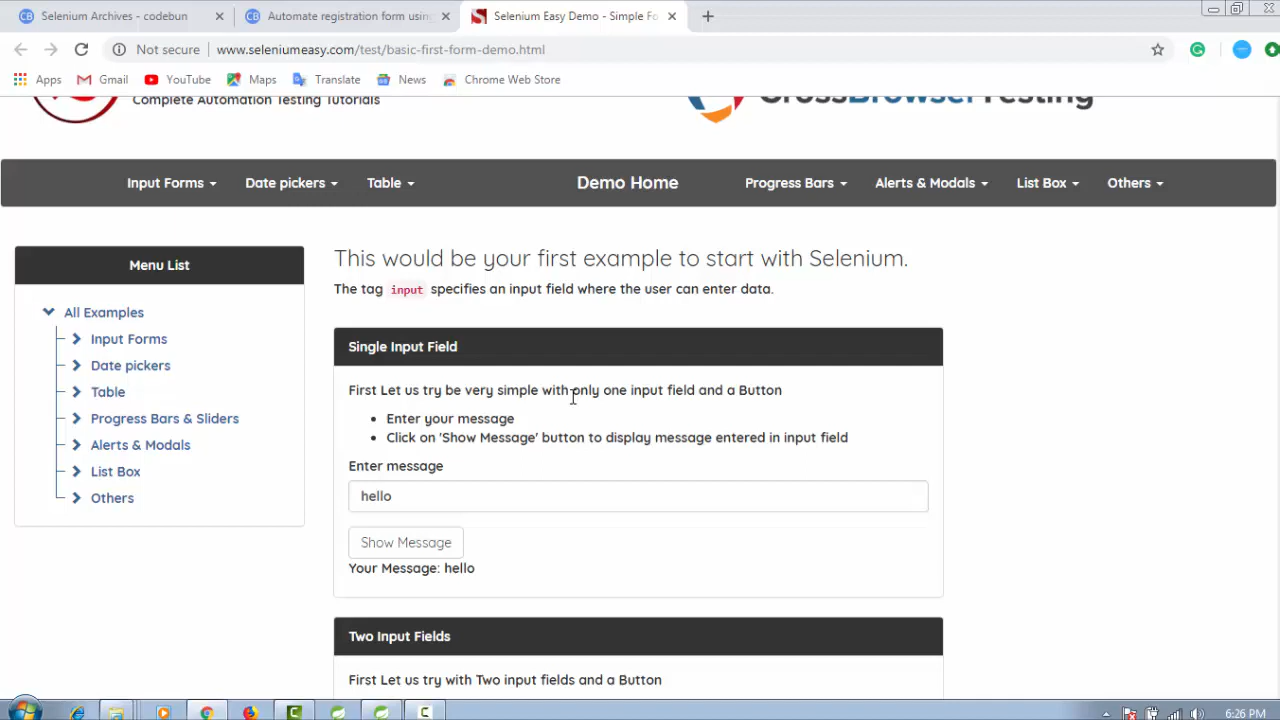 Selenium Archives - codebun
Automate registration form using
Selenium Easy Demo - Simple Fo
Not secure
www.seleniumeasy.com/test/basic-first-form-demo.html
Apps
Gmail
YouTube
Maps
Translate
News
Chrome Web Store
Complete Automation Testing Tutorials
CrossBrowserTesting
Input Forms
Date pickers
Table
Demo Home
Progress Bars
Alerts & Modals
List Box
Others
Menu List
All Examples
Input Forms
Date pickers
Table
Progress Bars & Sliders
Alerts & Modals
List Box
Others
This would be your first example to start with Selenium.
The tag input specifies an input field where the user can enter data.
Single Input Field
First Let us try be very simple with only one input field and a Button
Enter your message
Click on 'Show Message' button to display message entered in input field
Enter message
hello
Show Message
Your Message: hello
Two Input Fields
First Let us try with Two input fields and a Button
6:26 PM